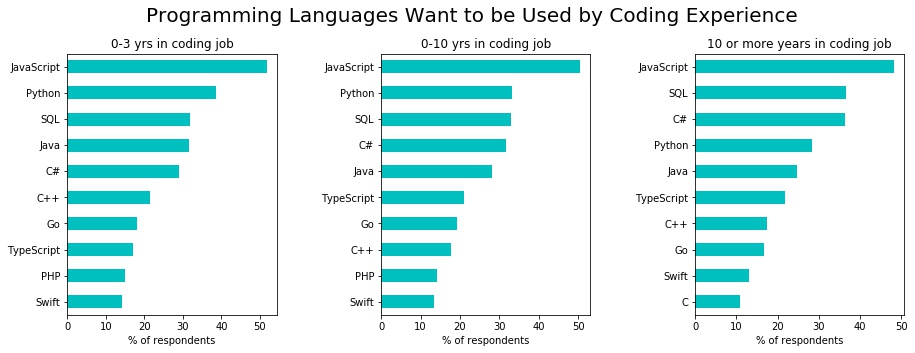 Programming Languages Want to be Used by Coding Experience
0-3 yrs in coding job
JavaScript
Python
SQL
Java
C#
C++
Go
TypeScript
PHP
Swift
0 10 20 30 40 50
% of respondents
0-10 yrs in coding job
JavaScript
Python
SQL
C#
Java
TypeScript
Go
C++
PHP
Swift
0 10 20 30 40 50
% of respondents
10 or more years in coding job
JavaScript
SQL
C#
Python
Java
TypeScript
C++
Go
Swift
C
0 10 20 30 40 50
% of respondents